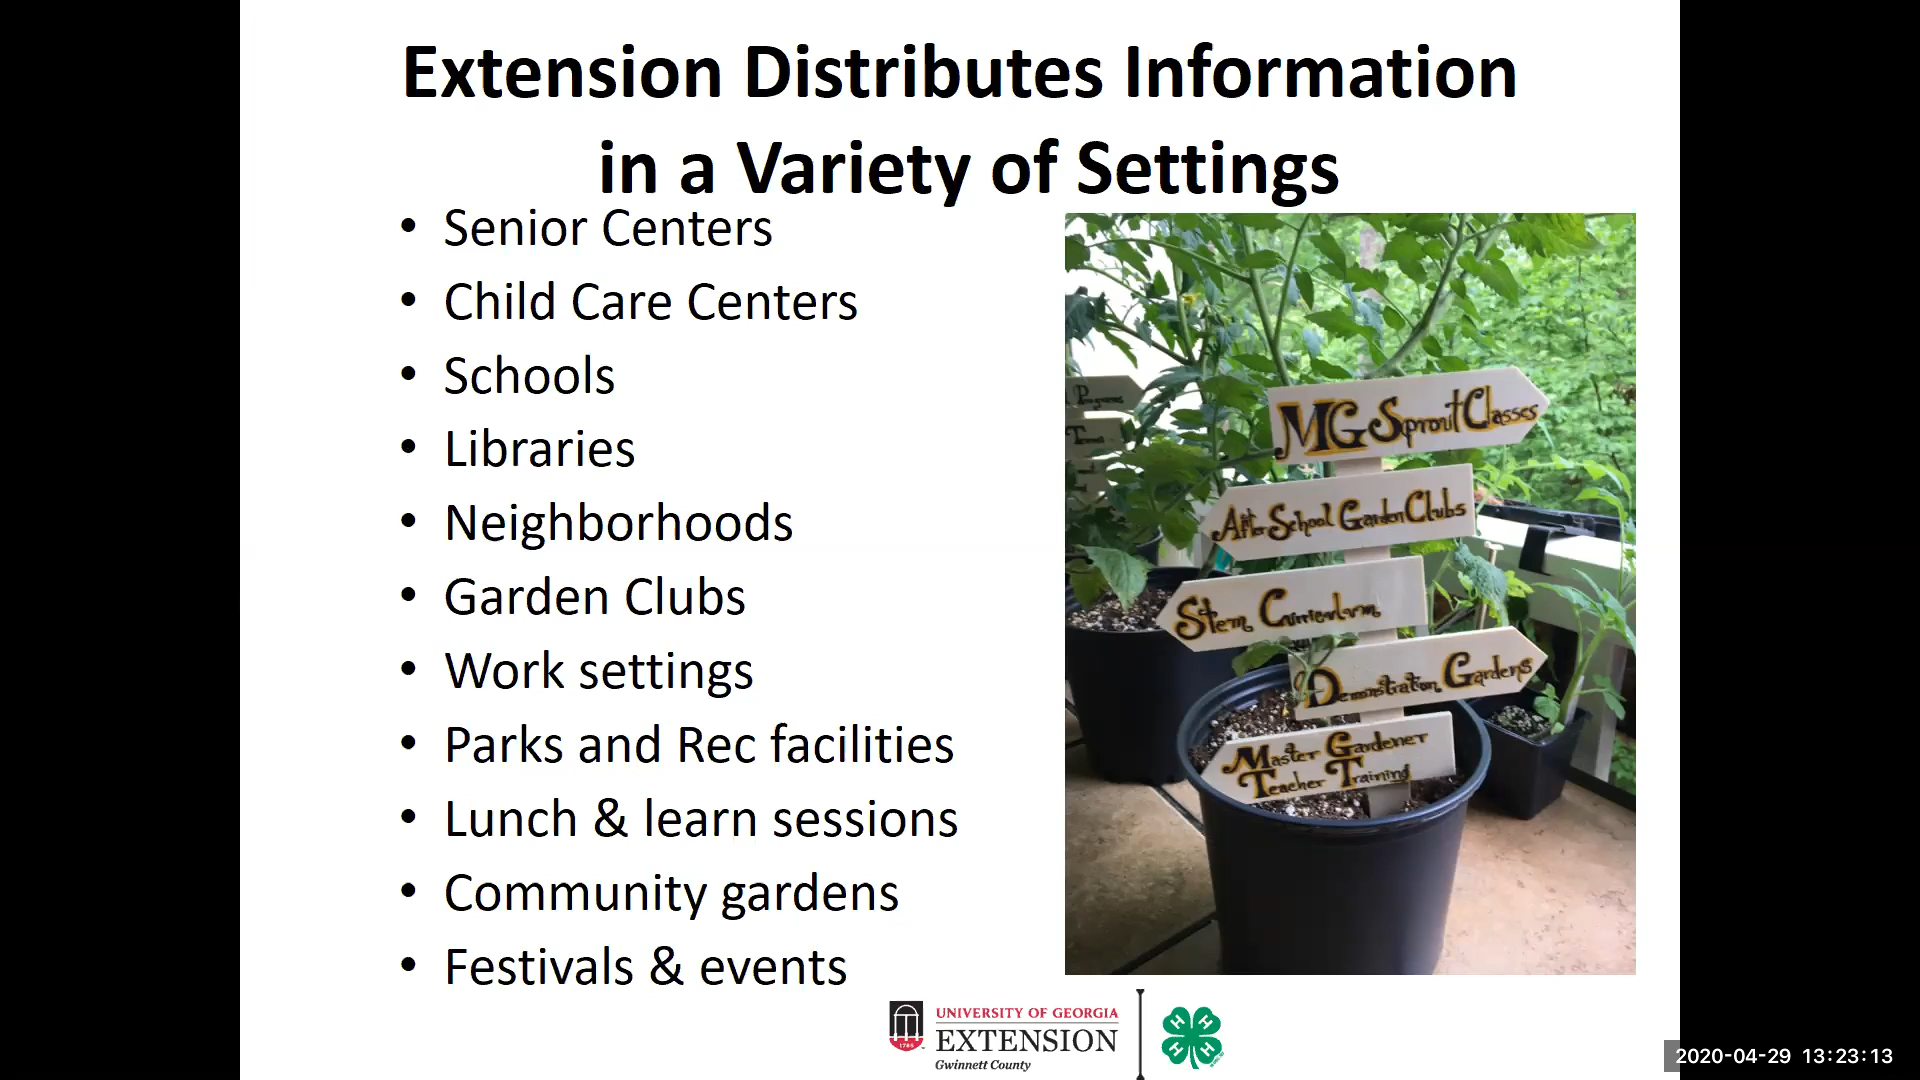 Extension Distributes Information
in a Variety of Settings
• Senior Centers
• Child Care Centers
• Schools
• Libraries
• Neighborhoods
• Garden Clubs
• Work settings
• Parks and Rec facilities
• Lunch & learn sessions
• Community gardens
• Festivals & events
Programs
MG Sprout Classes
After School Garden Clubs
Stem Curriculum
Demonstration Gardens
Master Gardener
Teacher Training
1785
UNIVERSITY OF GEORGIA
EXTENSION
Gwinnett County
H H
H H
2020-04-29 13:23:13